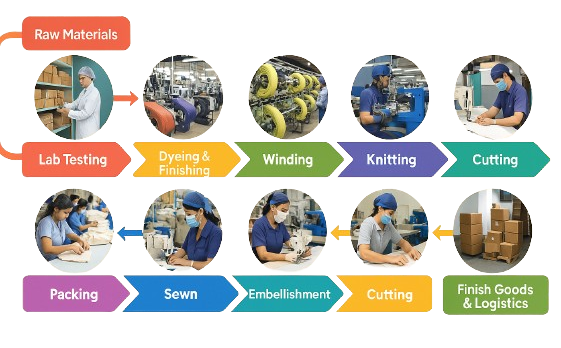 Raw Materials
Lab Testing
Dyeing &
Finishing
Winding
Knitting
Cutting
Packing
Sewn
Embellishment
Cutting
Finish Goods
& Logistics